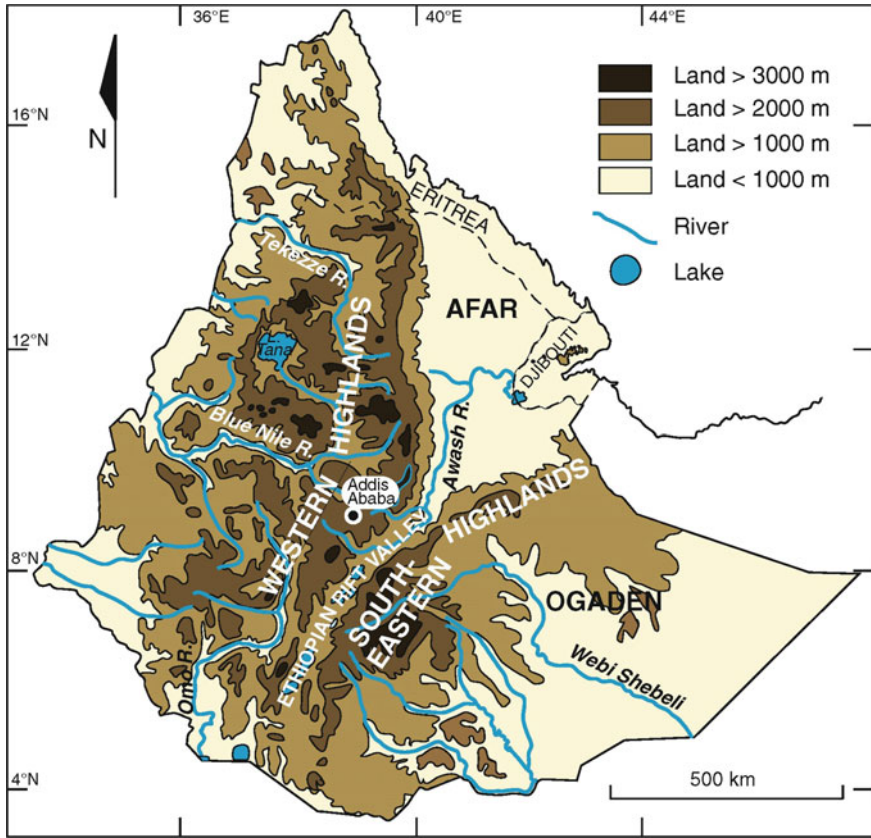 36°E
40°E
44°E
16°N
12°N
8°N
4°N
N
Land > 3000 m
Land > 2000 m
Land > 1000 m
Land < 1000 m
River
Lake
ERITREA
Tekezze R.
AFAR
DJIBOUTI
L.
Tana
Blue Nile R.
Awash R.
WESTERN HIGHLANDS
Addis
Ababa
ETHIOPIAN RIFT VALLEY
SOUTH-
EASTERN HIGHLANDS
OGADEN
Omo R.
Webi Shebeli
500 km